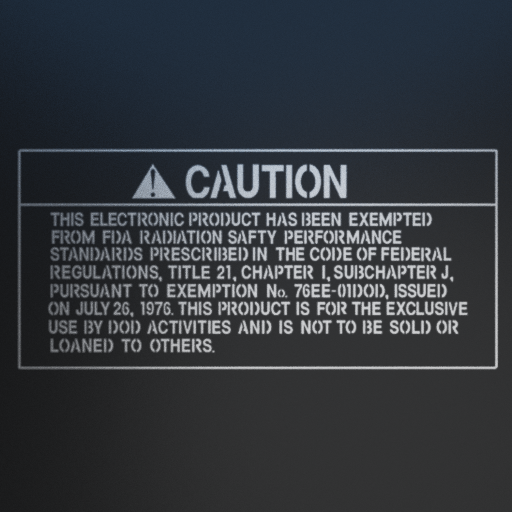 CAUTION
THIS ELECTRONIC PRODUCT HAS BEEN EXEMPTED
FROM FDA RADIATION SAFTY PERFORMANCE
STANDARDS PRESCRIBED IN THE CODE OF FEDERAL
REGULATIONS, TITLE 21, CHAPTER I, SUBCHAPTER J,
PURSUANT TO EXEMPTION No. 76EE-01DOD, ISSUED
ON JULY 26, 1976. THIS PRODUCT IS FOR THE EXCLUSIVE
USE BY DOD ACTIVITIES AND IS NOT TO BE SOLD OR
LOANED TO OTHERS.